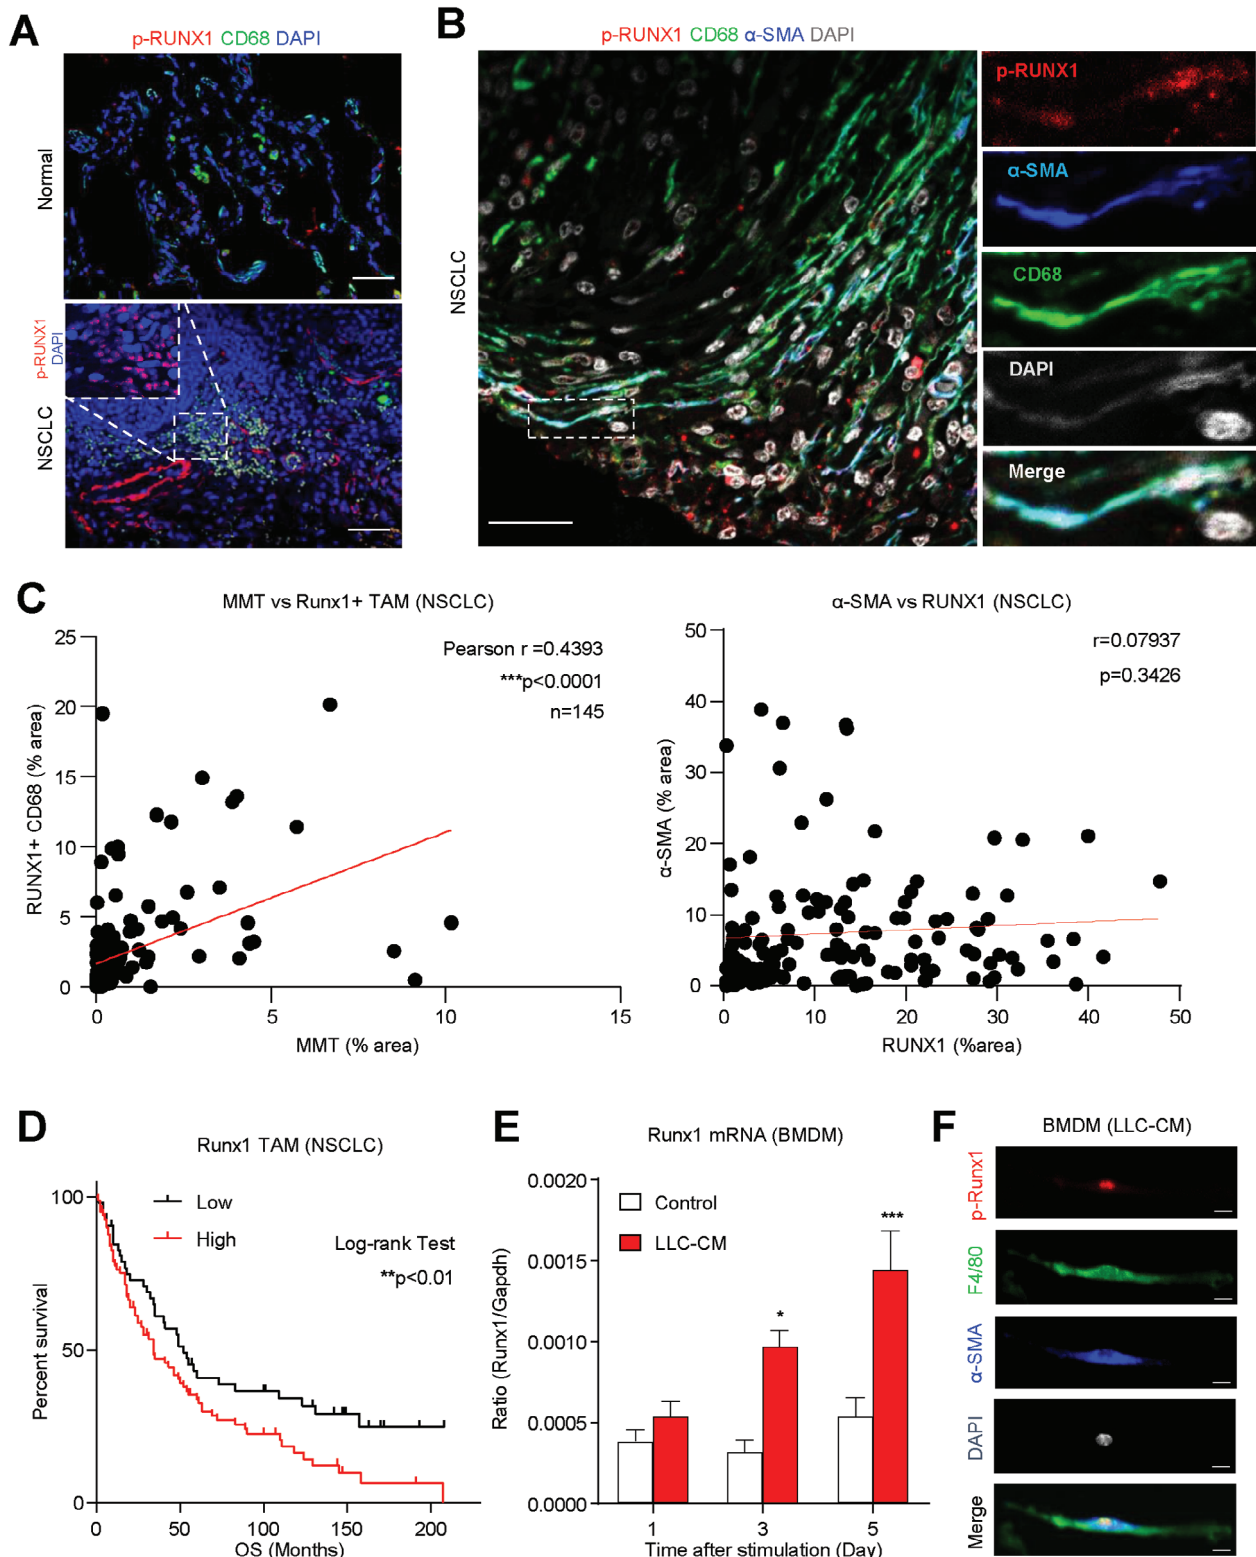 A
p-RUNX1 CD68 DAPI
Normal
p-RUNX1
DAPI
NSCLC
B
p-RUNX1 CD68 α-SMA DAPI
NSCLC
p-RUNX1
α-SMA
CD68
DAPI
Merge
C
MMT vs Runx1+ TAM (NSCLC)
Pearson r =0.4393
***p<0.0001
n=145
RUNX1+ CD68 (% area)
25
20
15
10
5
0
0 5 10 15
MMT (% area)
α-SMA vs RUNX1 (NSCLC)
r=0.07937
p=0.3426
α-SMA (% area)
50
40
30
20
10
0
0 10 20 30 40 50
RUNX1 (%area)
D
Runx1 TAM (NSCLC)
Low
High
Log-rank Test
**p<0.01
Percent survival
100
50
0
0 50 100 150 200
OS (Months)
E
Runx1 mRNA (BMDM)
Control
LLC-CM
*
***
Ratio (Runx1/Gapdh)
0.0020
0.0015
0.0010
0.0005
0.0000
1 3 5
Time after stimulation (Day)
F
BMDM (LLC-CM)
p-Runx1
F4/80
α-SMA
DAPI
Merge